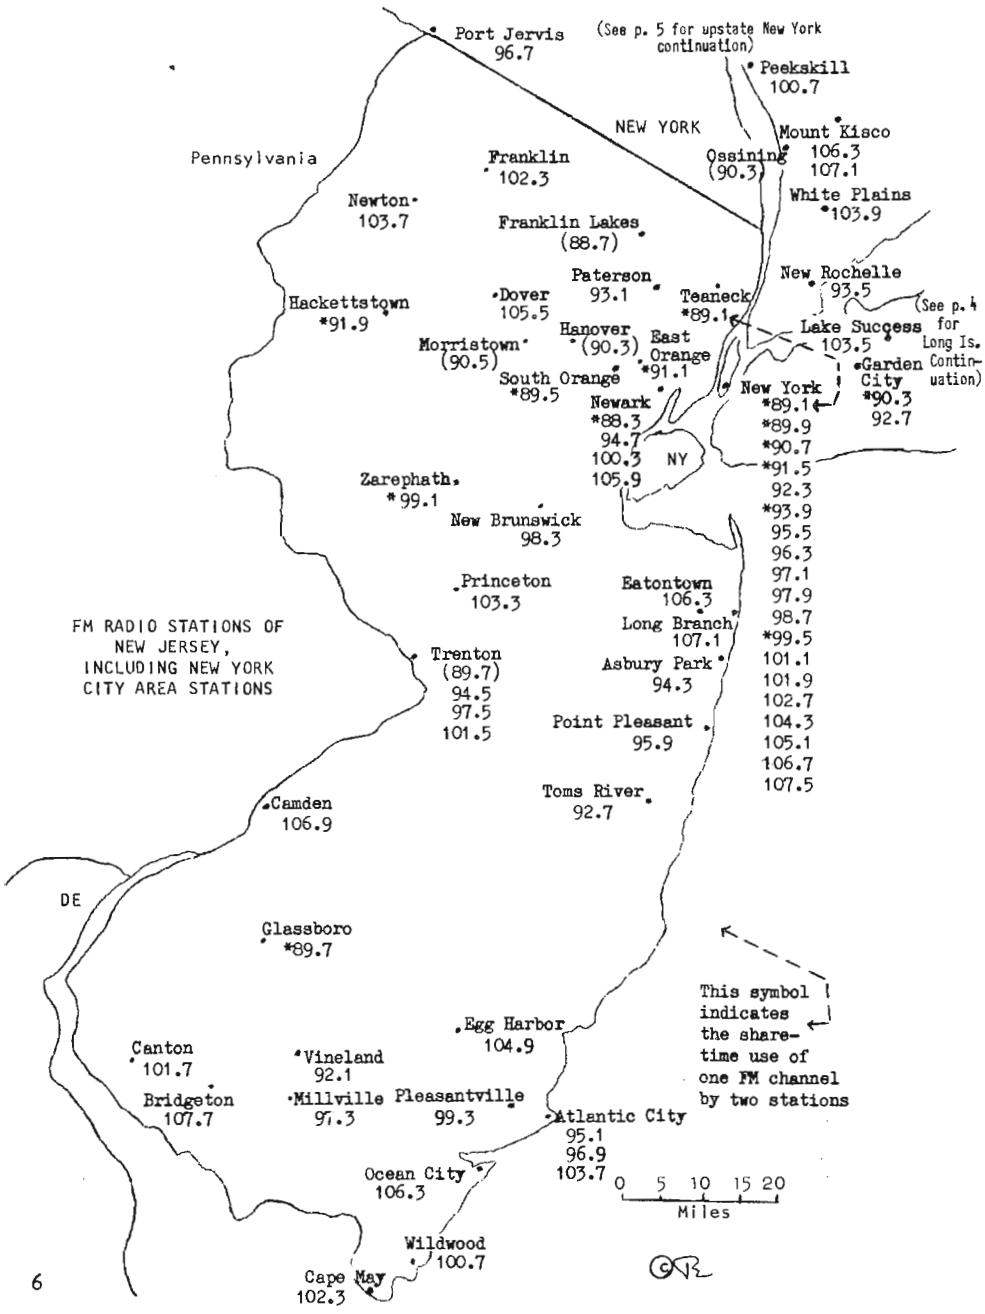 Port Jervis
96.7
(See p. 5 for upstate New York
continuation)
Peekskill
100.7
NEW YORK
Mount Kisco
106.3
107.1
Ossining
(90.3)
Pennsylvania
Franklin
102.3
White Plains
103.9
Newton
103.7
Franklin Lakes
(88.7)
New Rochelle
93.5
Paterson
93.1
Teaneck
*89.1
Hackettstown
*91.9
Dover
105.5
(See p. 4
for
Long Is.
Contin-
uation)
Lake Success
103.5
Hanover
(90.3)
East
Orange
*91.1
Morristown
(90.5)
Garden
City
*90.3
92.7
South Orange
*89.5
Newark
*88.3
94.7
100.3
105.9
NY
New York
*89.1
*89.9
*90.7
*91.5
92.3
*93.9
95.5
96.3
97.1
97.9
98.7
*99.5
101.1
101.9
102.7
104.3
105.1
106.7
107.5
Zarephath
*99.1
New Brunswick
98.3
Princeton
103.3
Eatontown
106.3
Long Branch
107.1
FM RADIO STATIONS OF
NEW JERSEY,
INCLUDING NEW YORK
CITY AREA STATIONS
Trenton
(89.7)
94.5
97.5
101.5
Asbury Park
94.3
Point Pleasant
95.9
Toms River
92.7
Camden
106.9
DE
Glassboro
*89.7
This symbol
indicates
the share-
time use of
one FM channel
by two stations
Egg Harbor
104.9
Canton
101.7
Vineland
92.1
Bridgeton
107.7
Millville
97.3
Pleasantville
99.3
Atlantic City
95.1
96.9
103.7
Ocean City
106.3
0 5 10 15 20
Miles
Wildwood
100.7
Cape May
102.3
6
©